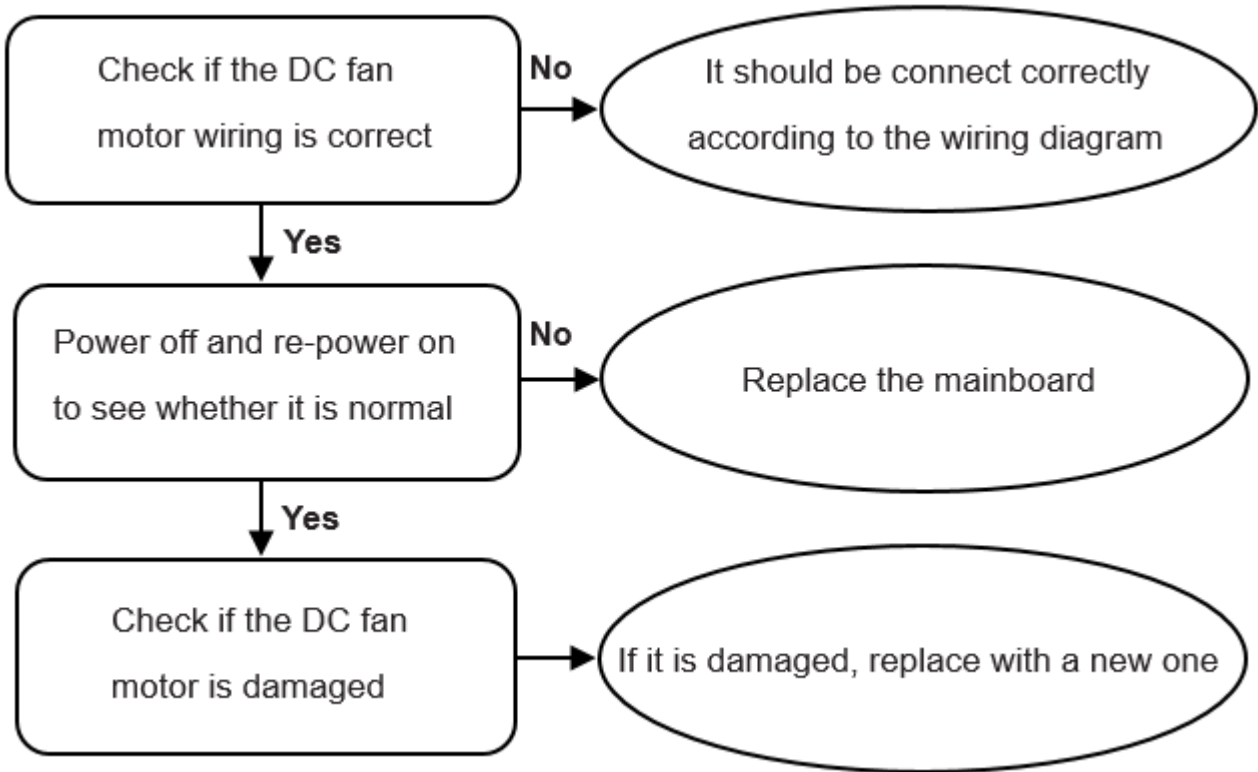 Check if the DC fan
motor wiring is correct
No
It should be connect correctly
according to the wiring diagram
Yes
Power off and re-power on
to see whether it is normal
No
Replace the mainboard
Yes
Check if the DC fan
motor is damaged
If it is damaged, replace with a new one